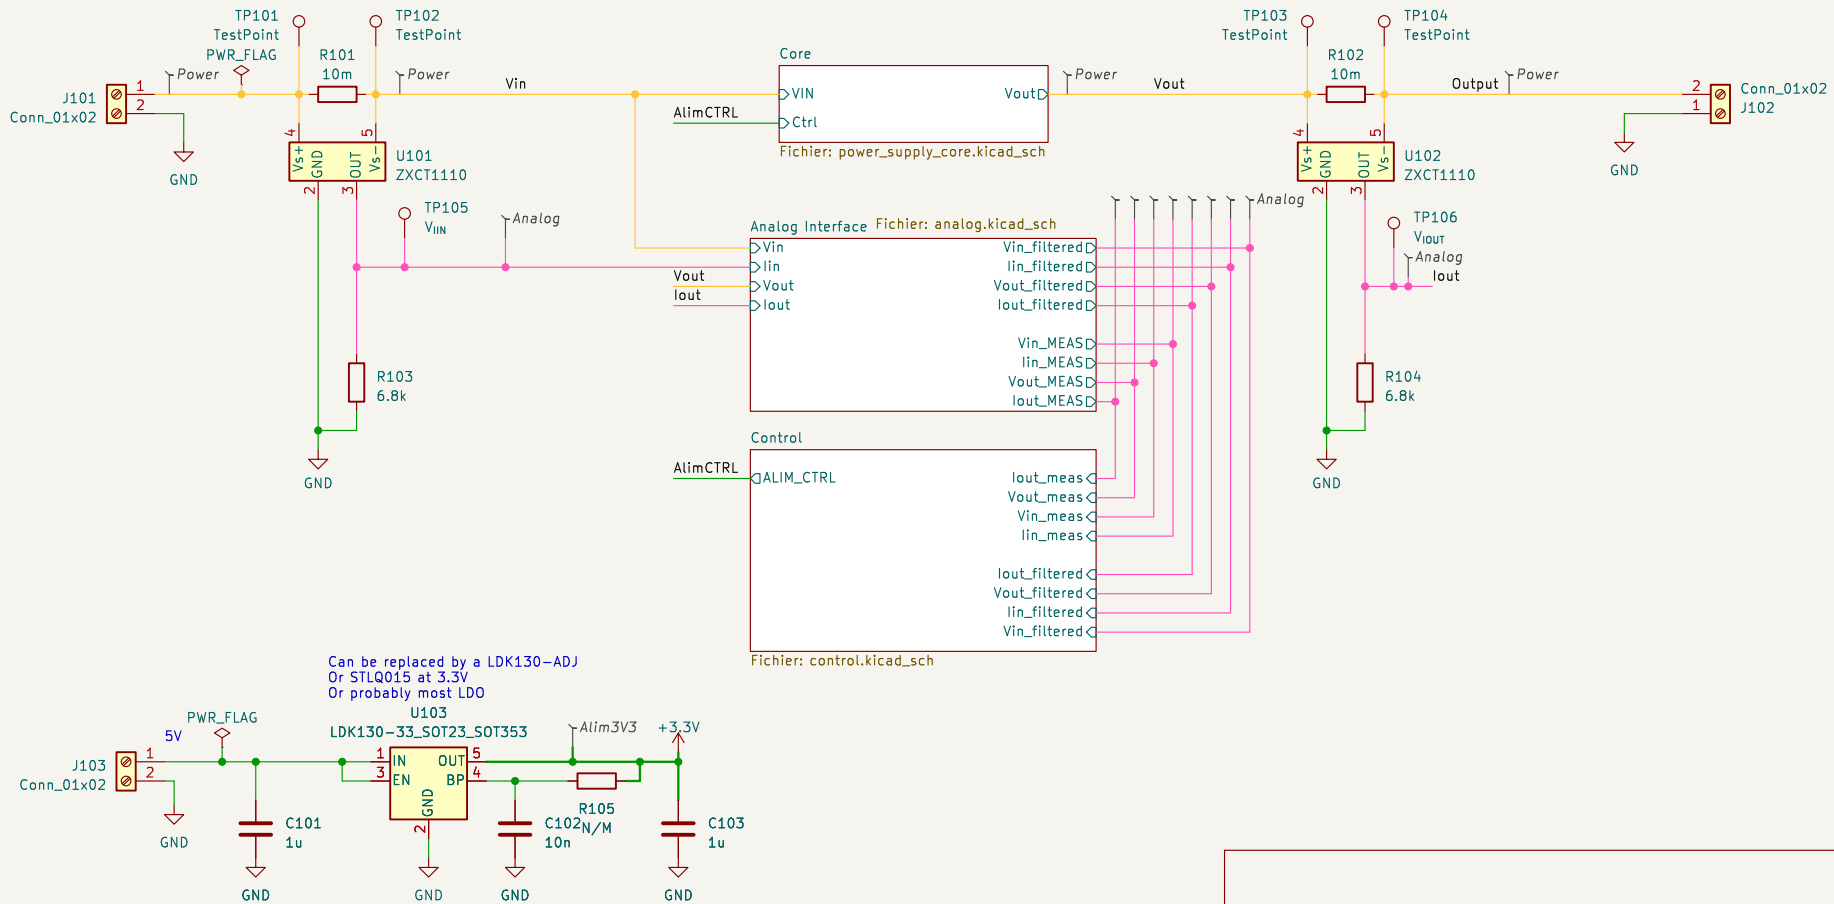 TP101
TestPoint
PWR_FLAG
TP102
TestPoint
R101
10m
Power
Power
J101
Conn_01x02
1
2
GND
4
5
Vs+
GND
OUT
Vs-
2
3
U101
ZXCT1110
Vin
TP105
VIIN
Analog
R103
6.8k
GND
Core
VIN
Ctrl
Vout
AlimCTRL
Fichier: power_supply_core.kicad_sch
Power
Vout
TP103
TestPoint
TP104
TestPoint
R102
10m
Output
Power
2
1
Conn_01x02
J102
GND
4
5
Vs+
GND
OUT
Vs-
2
3
U102
ZXCT1110
TP106
VIOUT
Analog
Iout
R104
6.8k
GND
Analog
Analog Interface
Fichier: analog.kicad_sch
Vin
Iin
Vout
Vout
Iout
Iout
Vin_filtered
Iin_filtered
Vout_filtered
Iout_filtered
Vin_MEAS
Iin_MEAS
Vout_MEAS
Iout_MEAS
Control
AlimCTRL
ALIM_CTRL
Iout_meas
Vout_meas
Vin_meas
Iin_meas
Iout_filtered
Vout_filtered
Iin_filtered
Vin_filtered
Fichier: control.kicad_sch
Can be replaced by a LDK130-ADJ
Or STLQ015 at 3.3V
Or probably most LDO
U103
LDK130-33_SOT23_SOT353
PWR_FLAG
5V
J103
Conn_01x02
1
2
GND
C101
1u
GND
1
3
IN
EN
OUT
BP
GND
5
4
2
GND
Alim3V3
+3.3V
R105
N/M
C102
10n
GND
C103
1u
GND